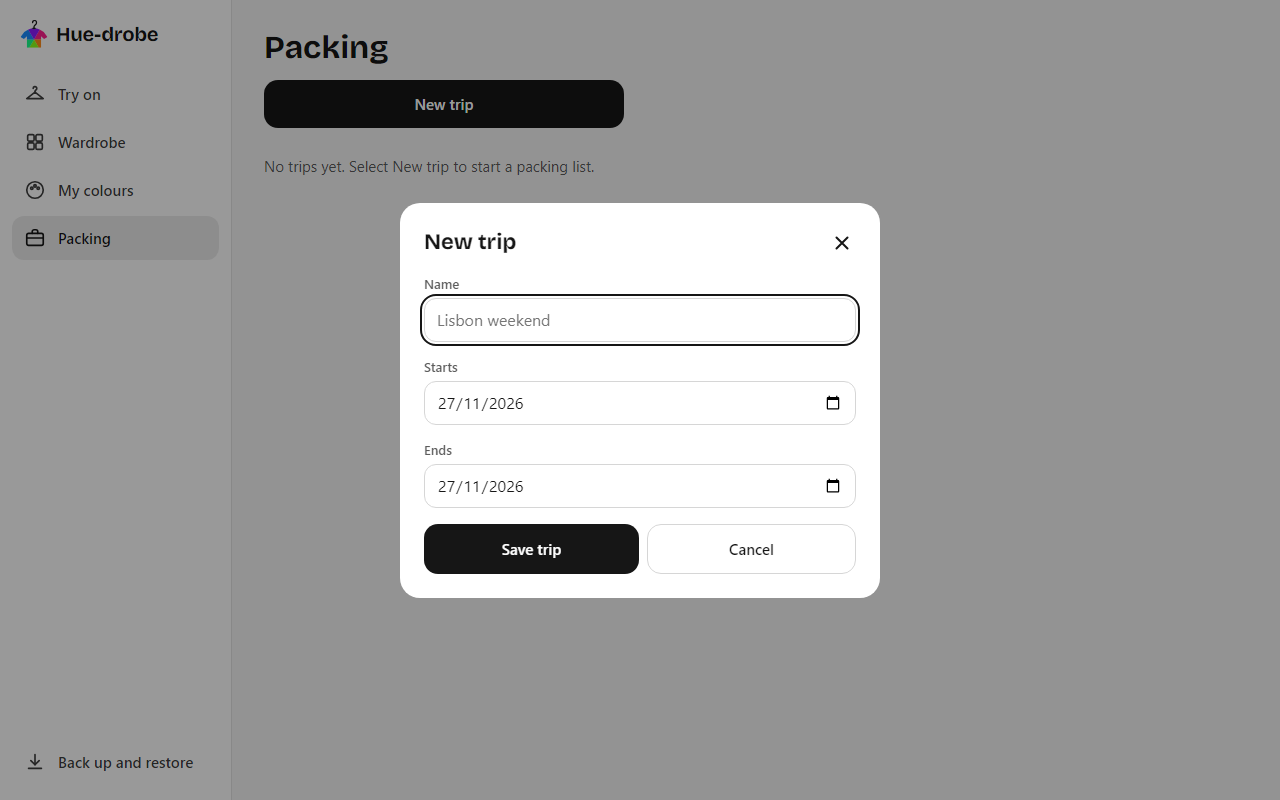 Hue-drobe
Try on
Wardrobe
My colours
Packing
Back up and restore
Packing
New trip
No trips yet. Select New trip to start a packing list.
New trip
Name
Lisbon weekend
Starts
27/11/2026
Ends
27/11/2026
Save trip
Cancel